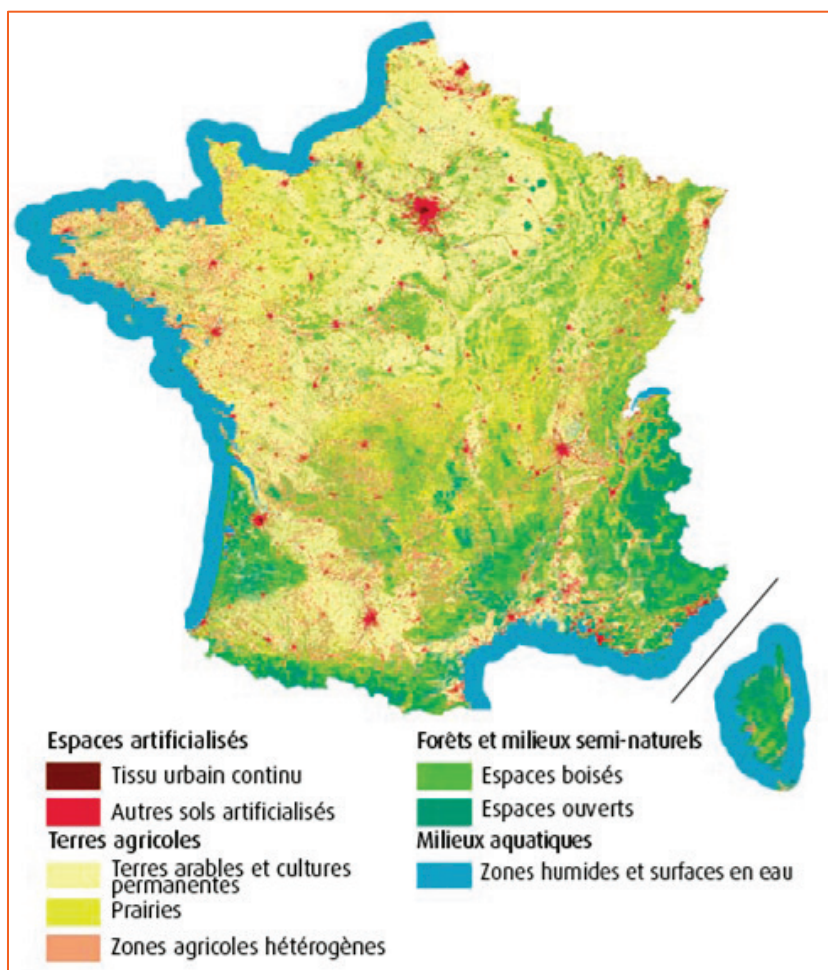 Espaces artificialisés
Tissu urbain continu
Autres sols artificialisés
Terres agricoles
Terres arables et cultures
permanentes
Prairies
Zones agricoles hétérogènes
Forêts et milieux semi-naturels
Espaces boisés
Espaces ouverts
Milieux aquatiques
Zones humides et surfaces en eau